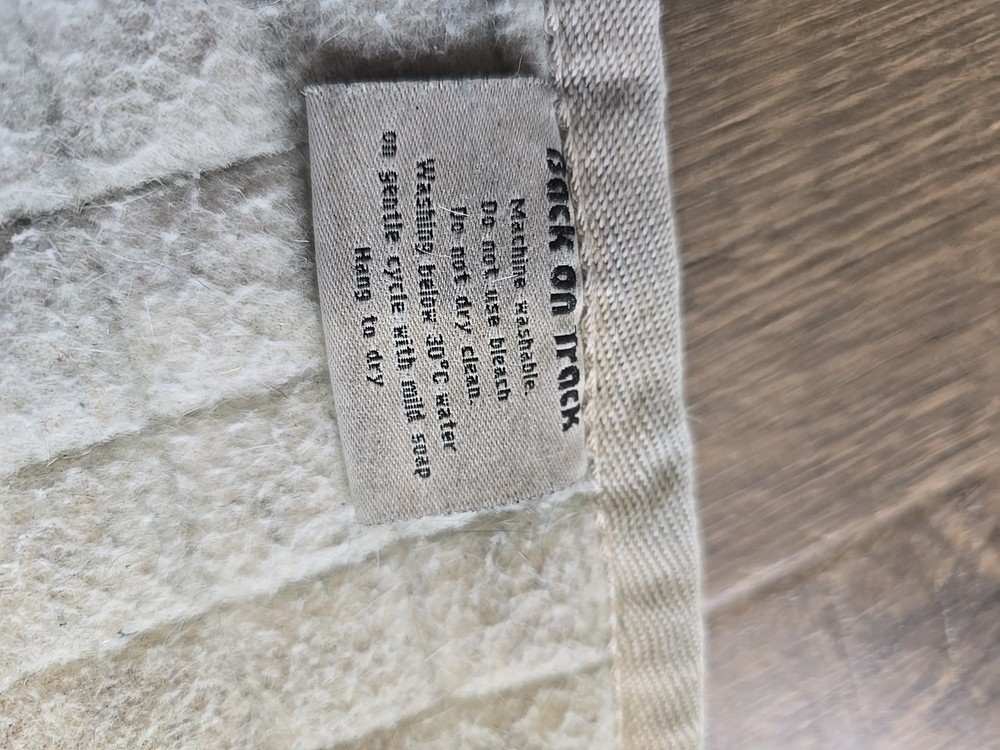 Back on Track
Machine washable.
Do not use bleach
Do not dry clean.
Washing below 30°C water
on gentle cycle with mild soap
Hang to dry